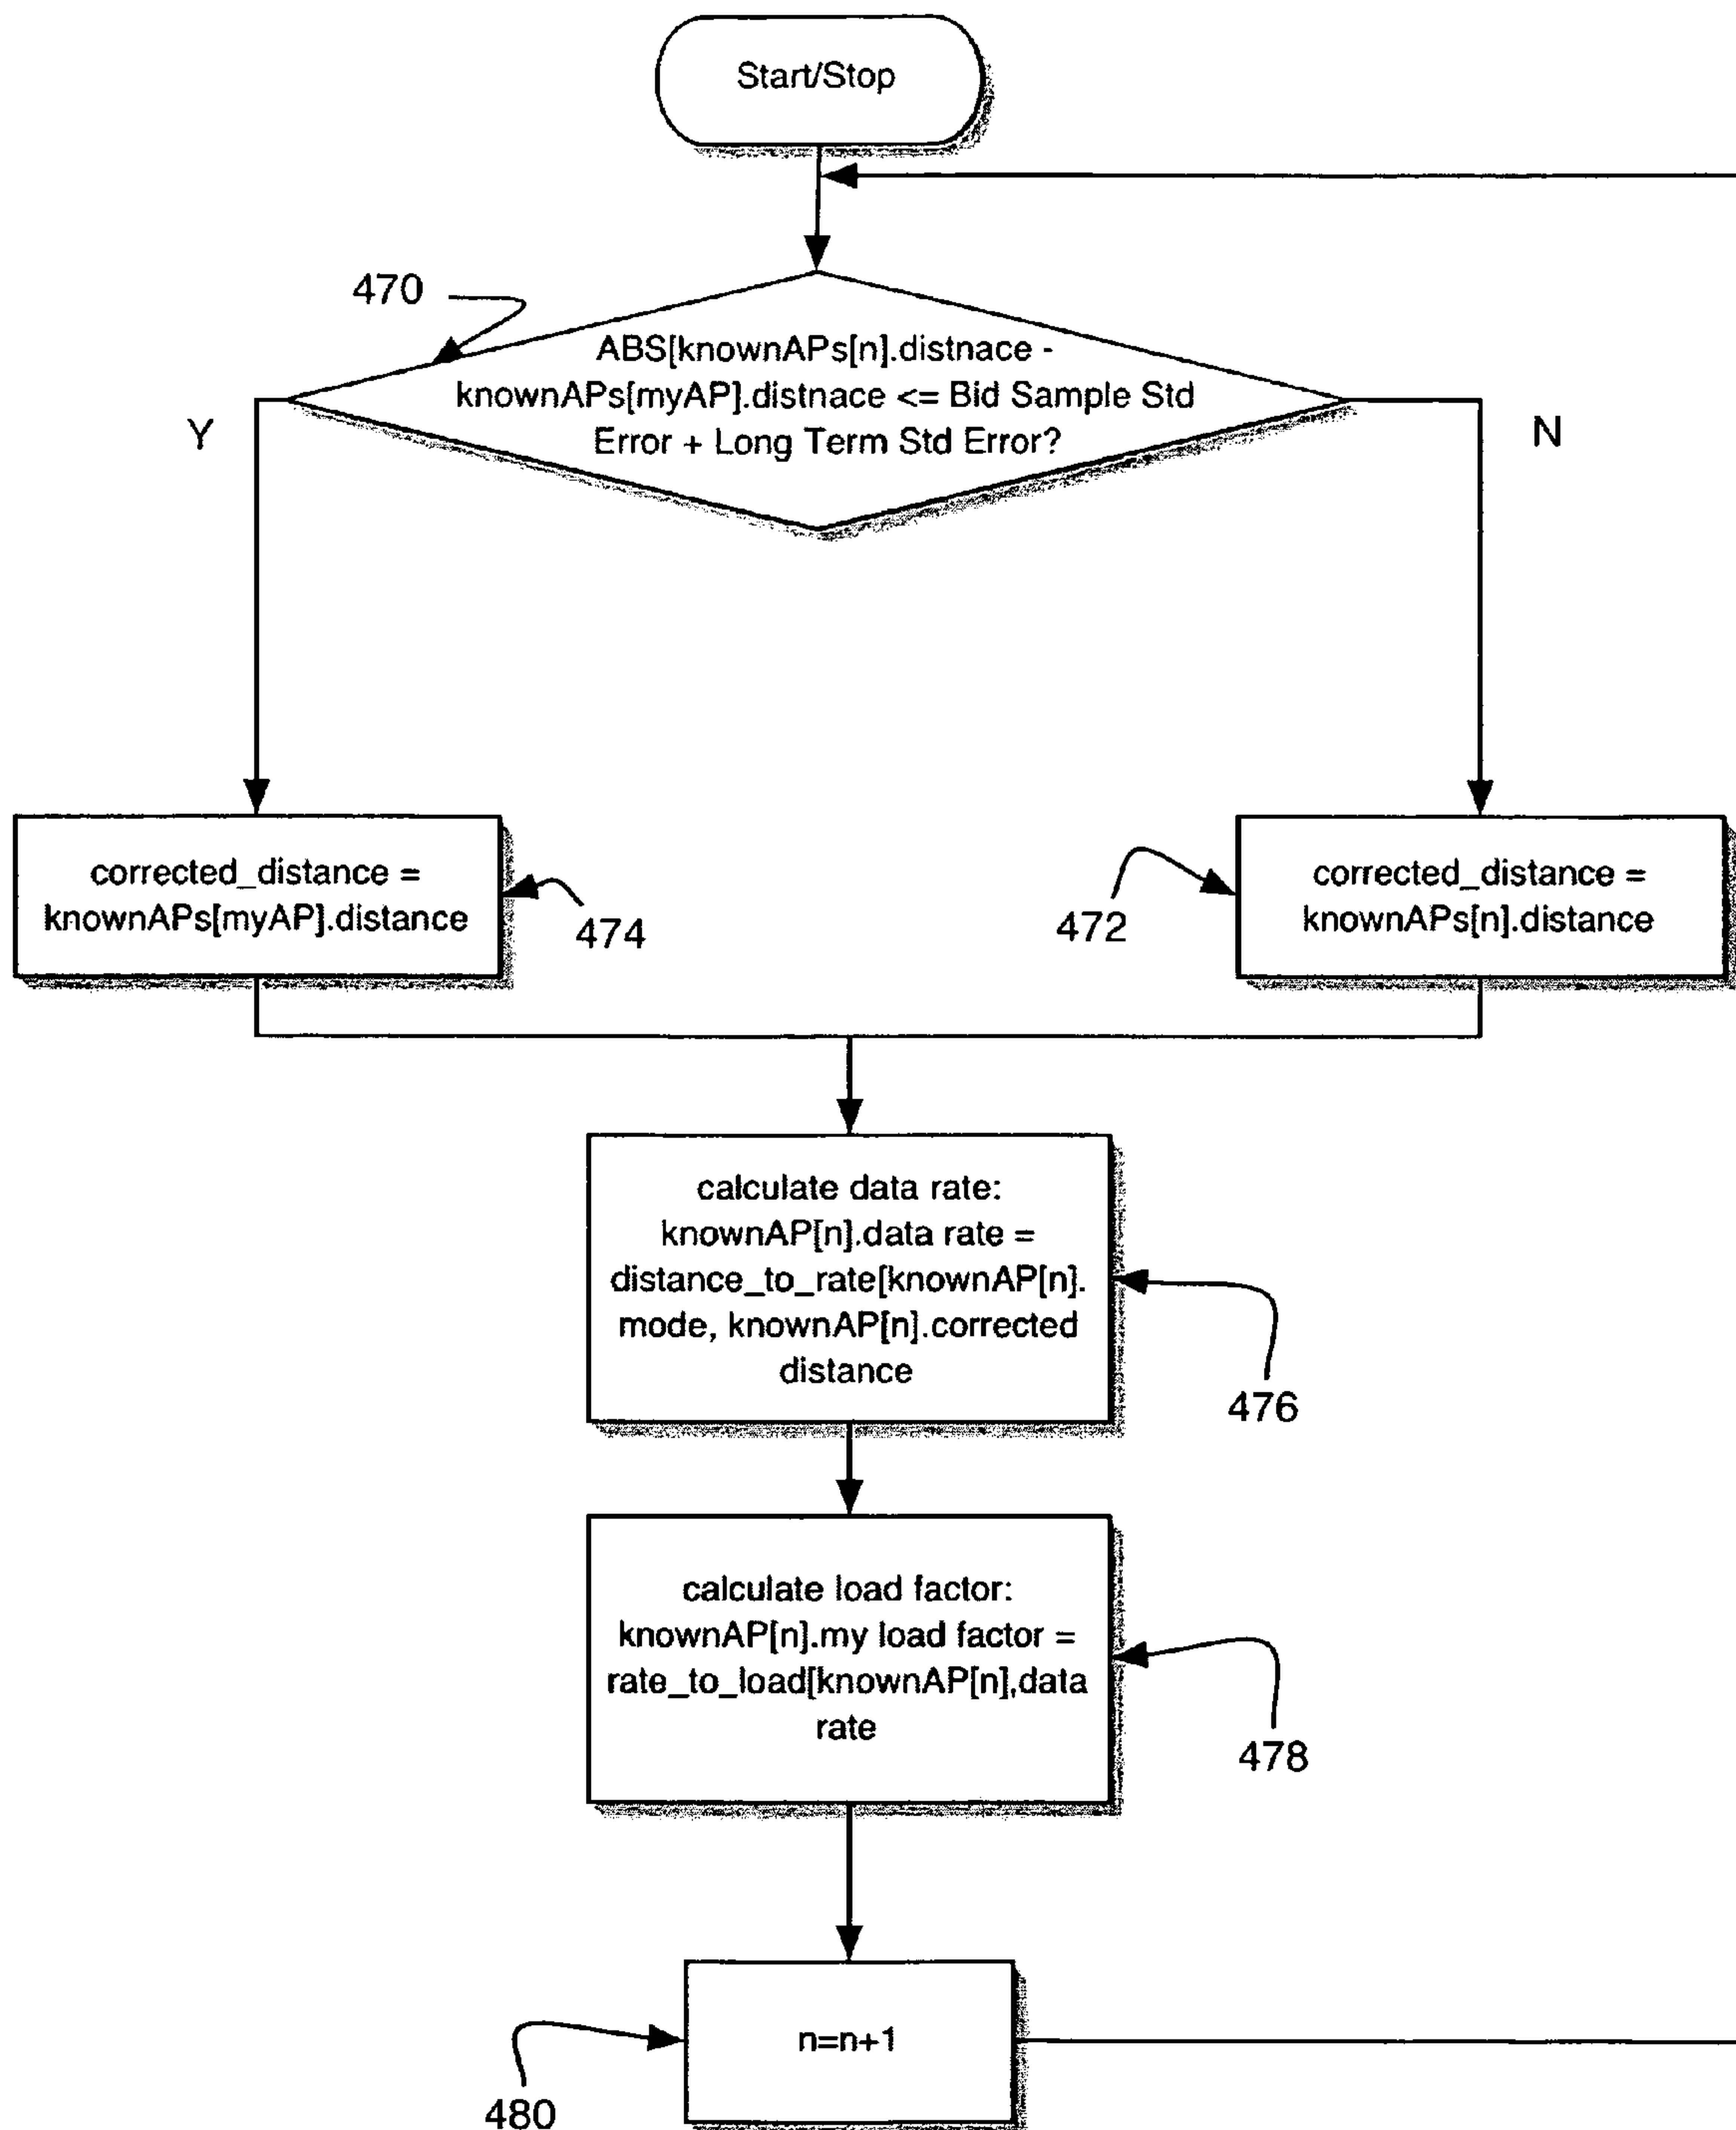 Start/Stop
470
ABS[knownAPs[n].distnace -
knownAPs[myAP].distnace <= Bid Sample Std
Error + Long Term Std Error?
Y
N
corrected_distance =
knownAPs[myAP].distance
474
472
corrected_distance =
knownAPs[n].distance
calculate data rate:
knownAP[n].data rate =
distance_to_rate[knownAP[n].
mode, knownAP[n].corrected
distance
476
calculate load factor:
knownAP[n].my load factor =
rate_to_load[knownAP[n],data
rate
478
n=n+1
480